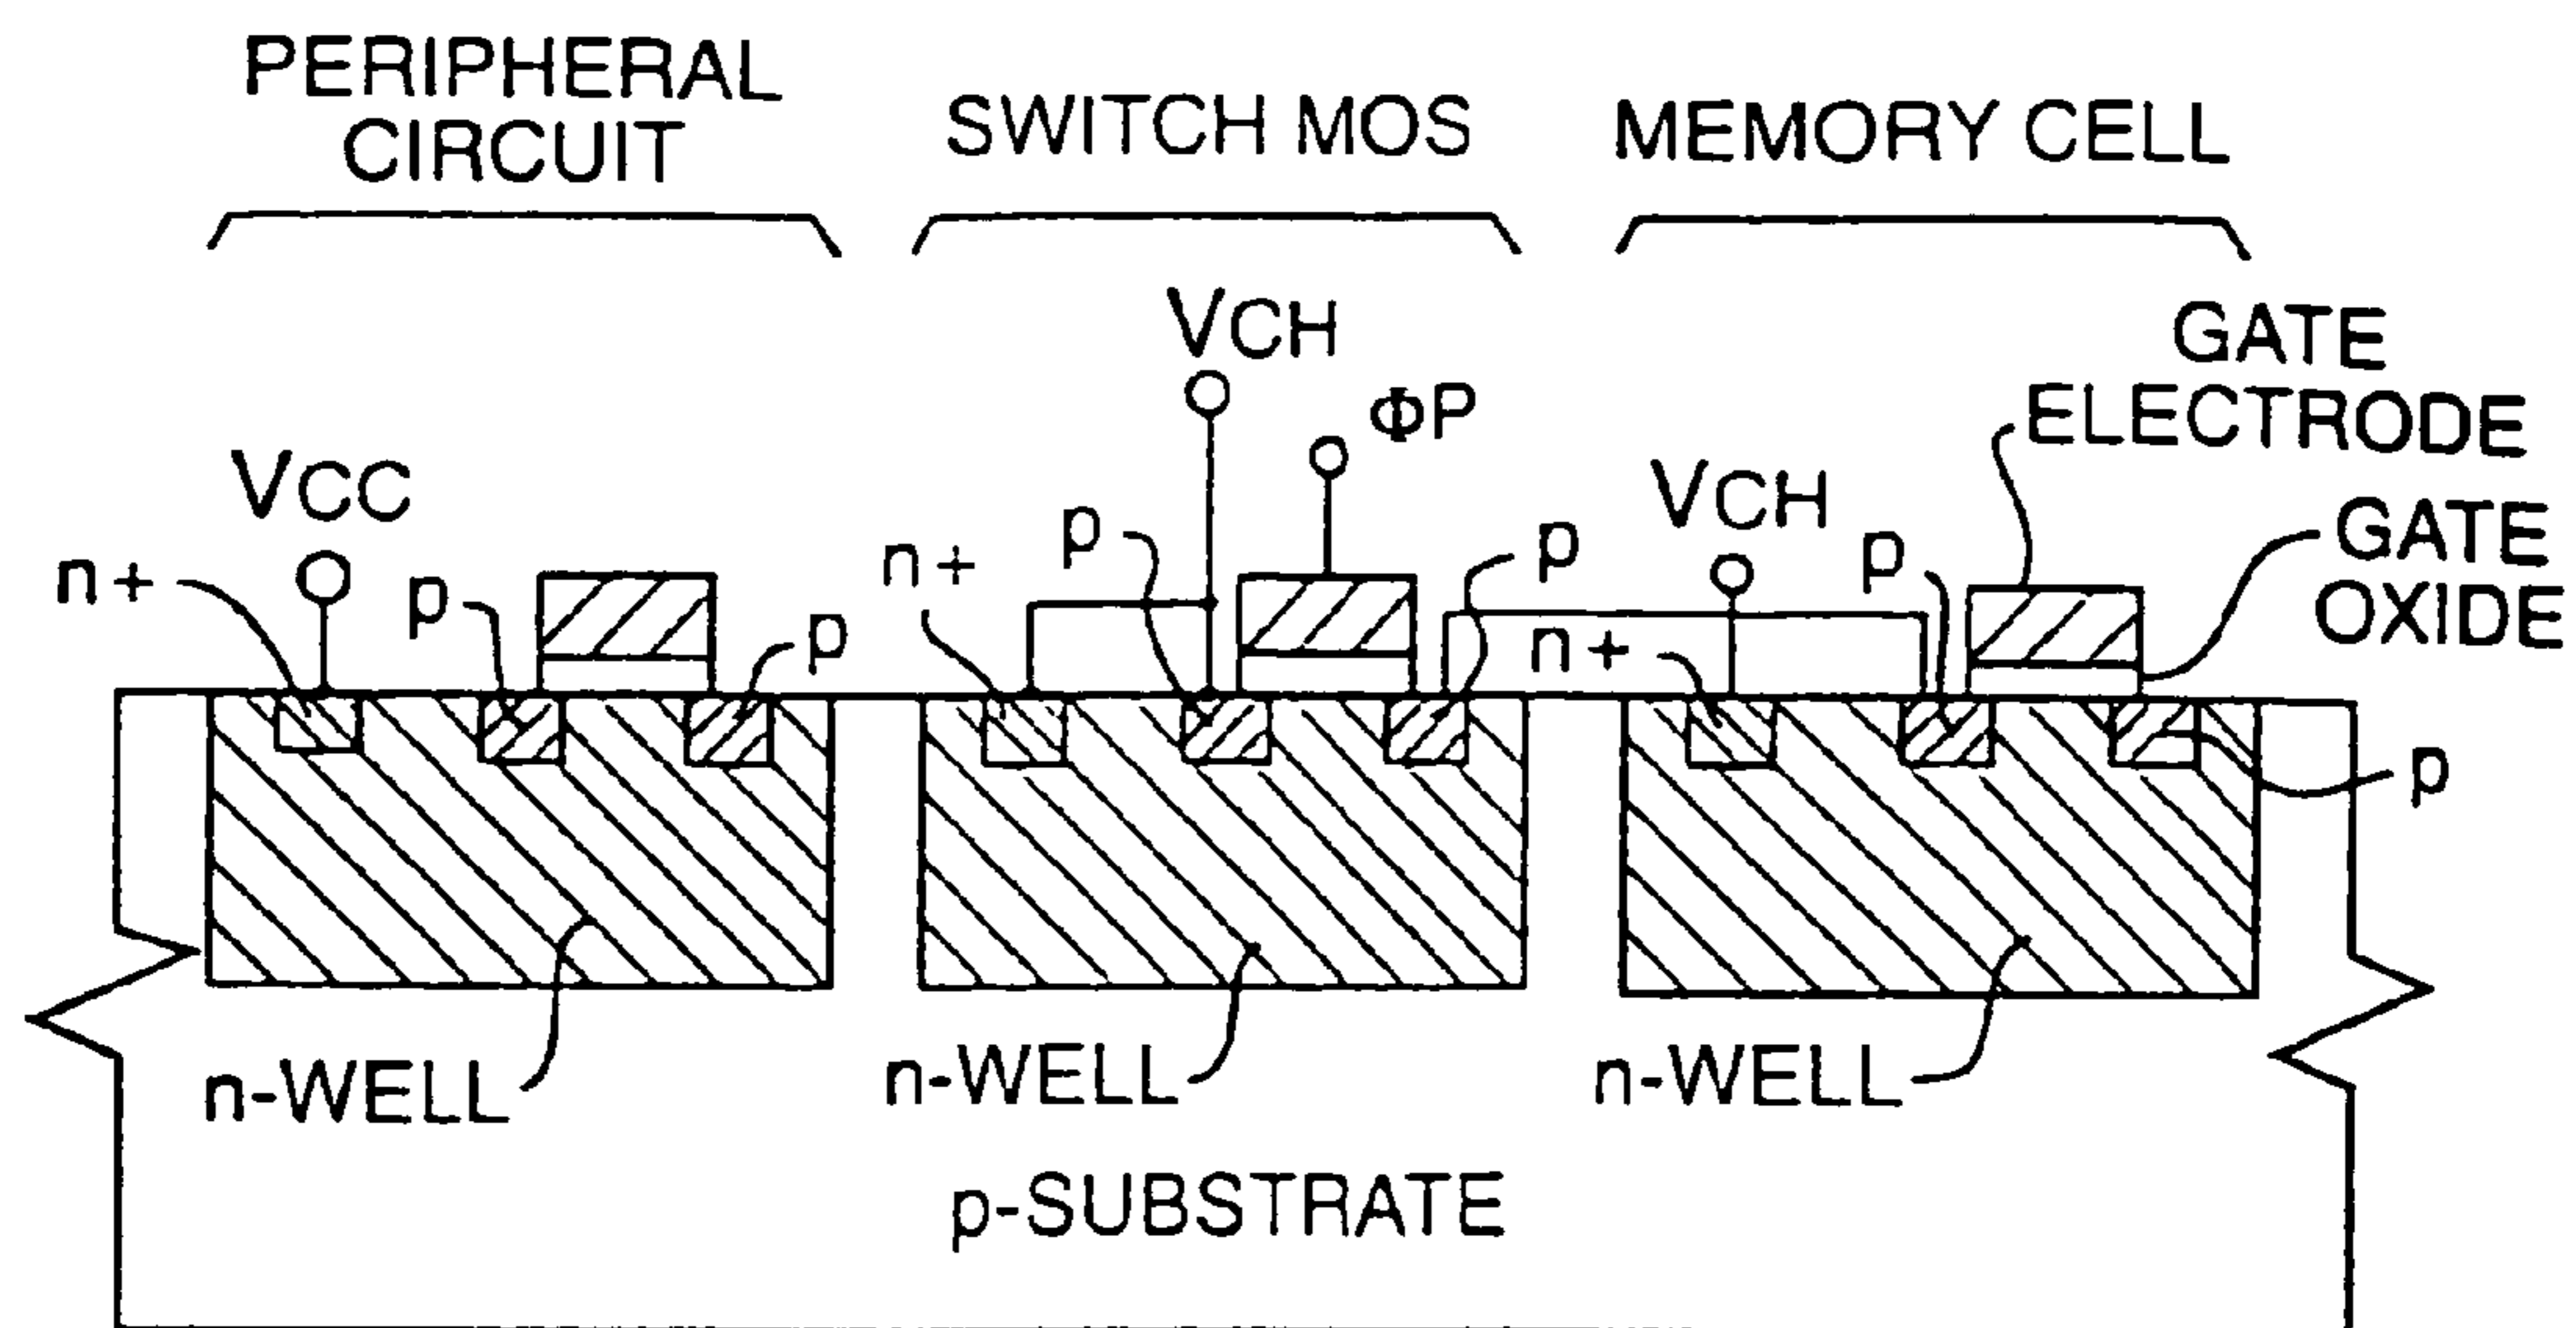 PERIPHERAL
CIRCUIT
SWITCH MOS
MEMORY CELL
VCH
ΦP
GATE
ELECTRODE
VCC
VCH
GATE
OXIDE
n+
p
p
n+
p
p
n+
p
p
n-WELL
n-WELL
n-WELL
p-SUBSTRATE